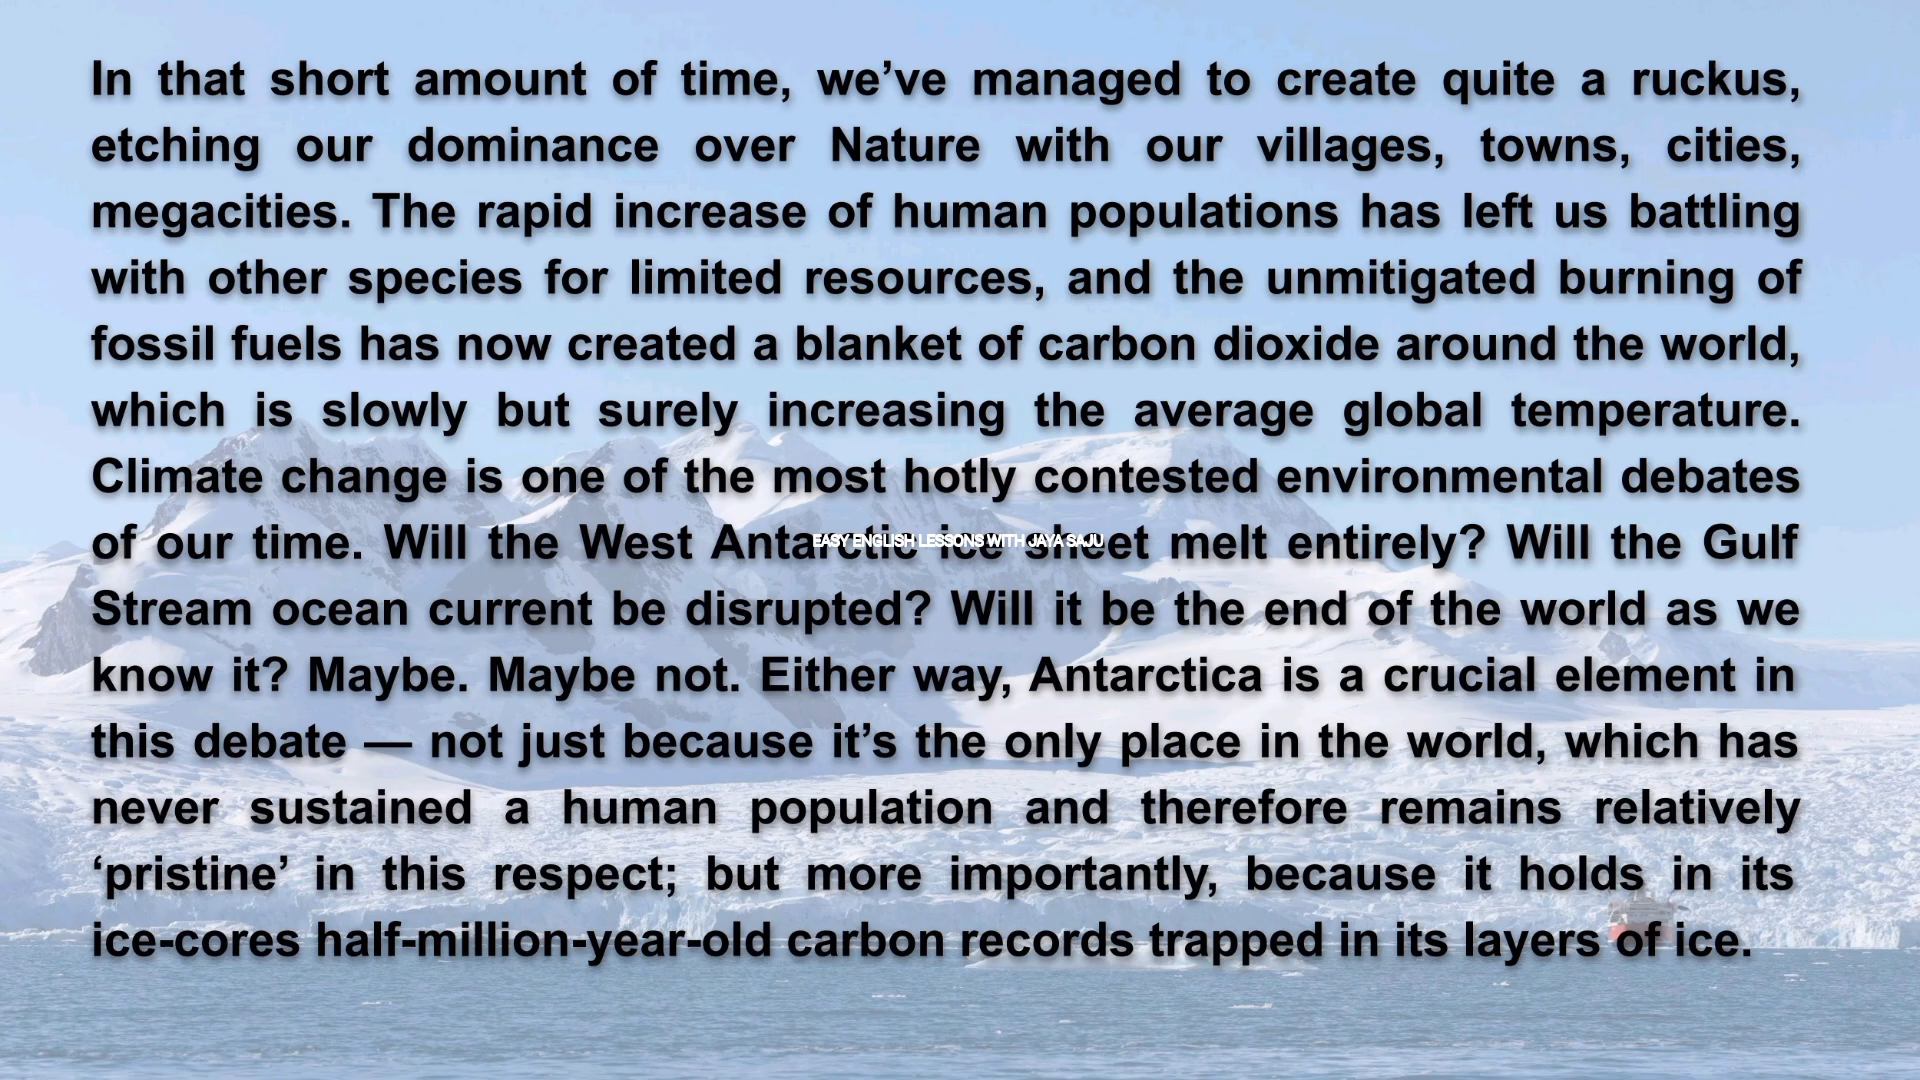 In that short amount of time, we’ve managed to create quite a ruckus,
etching our dominance over Nature with our villages, towns, cities,
megacities. The rapid increase of human populations has left us battling
with other species for limited resources, and the unmitigated burning of
fossil fuels has now created a blanket of carbon dioxide around the world,
which is slowly but surely increasing the average global temperature.
Climate change is one of the most hotly contested environmental debates
of our time. Will the West Antarctic ice sheet melt entirely? Will the Gulf
EASY ENGLISH LESSONS WITH JAYA SAJU
Stream ocean current be disrupted? Will it be the end of the world as we
know it? Maybe. Maybe not. Either way, Antarctica is a crucial element in
this debate — not just because it’s the only place in the world, which has
never sustained a human population and therefore remains relatively
‘pristine’ in this respect; but more importantly, because it holds in its
ice-cores half-million-year-old carbon records trapped in its layers of ice.